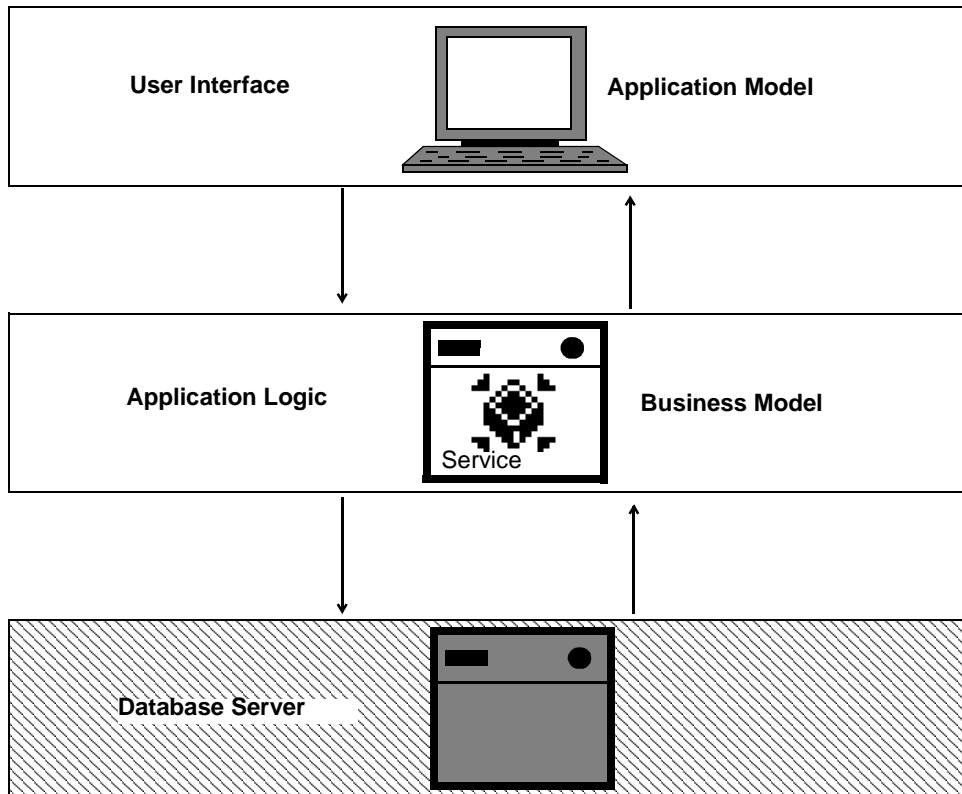 User Interface
Application Model
Application Logic
Business Model
Service
Database Server